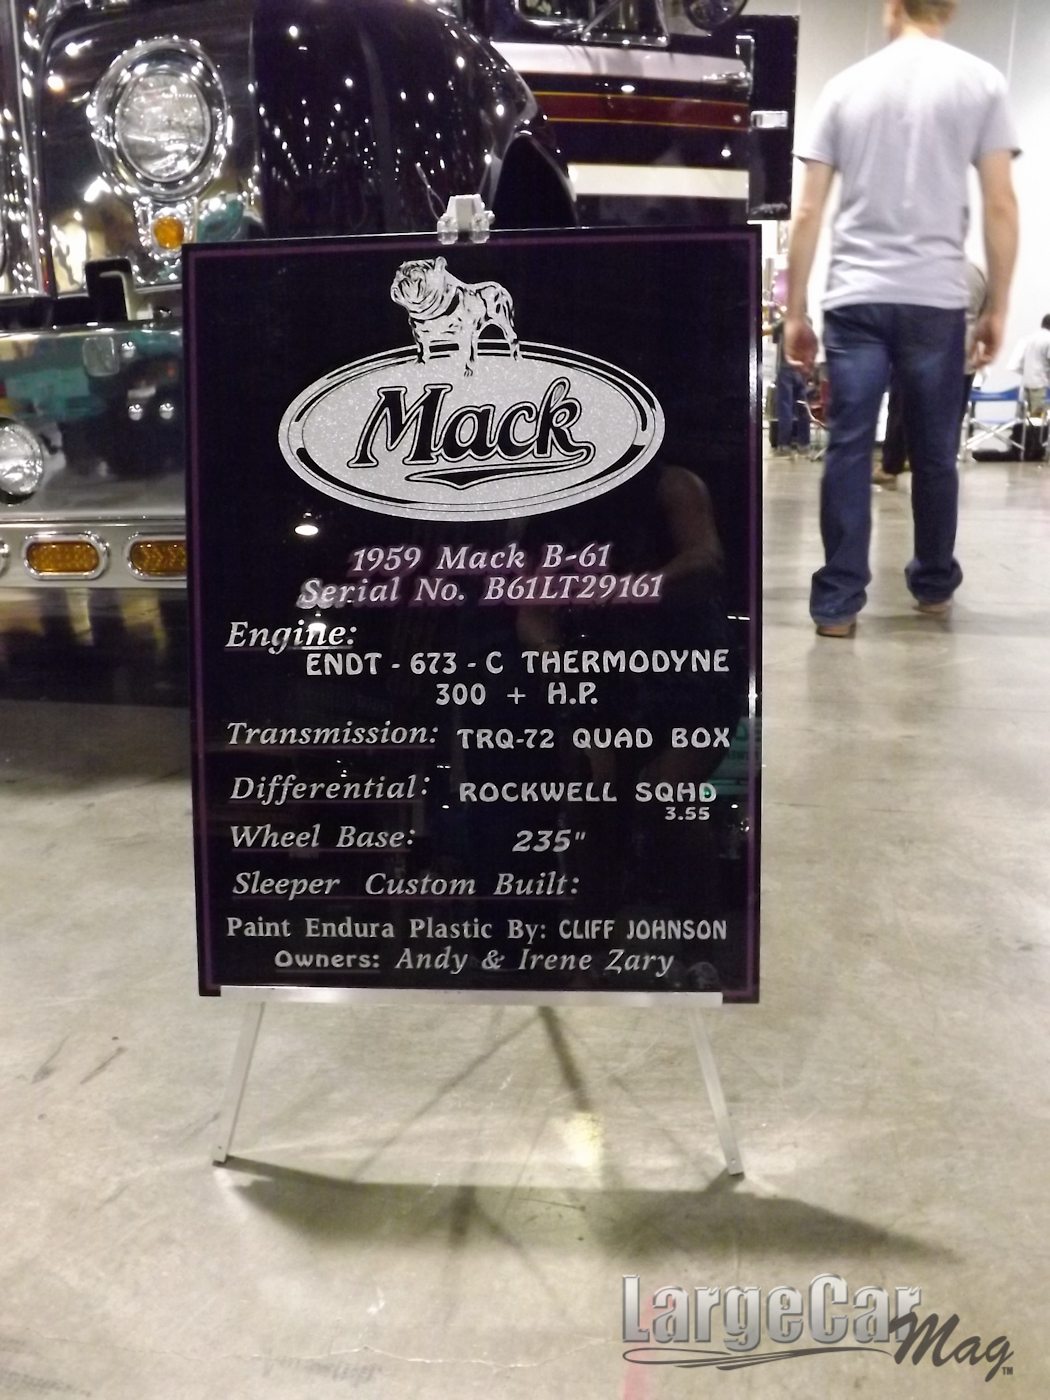 Mack
1959 Mack B-61
Serial No. B61LT29161
Engine:
ENDT - 673 - C THERMODYNE
300 + H.P.
Transmission: TRQ-72 QUAD BOX
Differential: ROCKWELL SQHD
3.55
Wheel Base: 235"
Sleeper Custom Built:
Paint Endura Plastic By: CLIFF JOHNSON
Owners: Andy & Irene Zary
LargeCar
Mag™